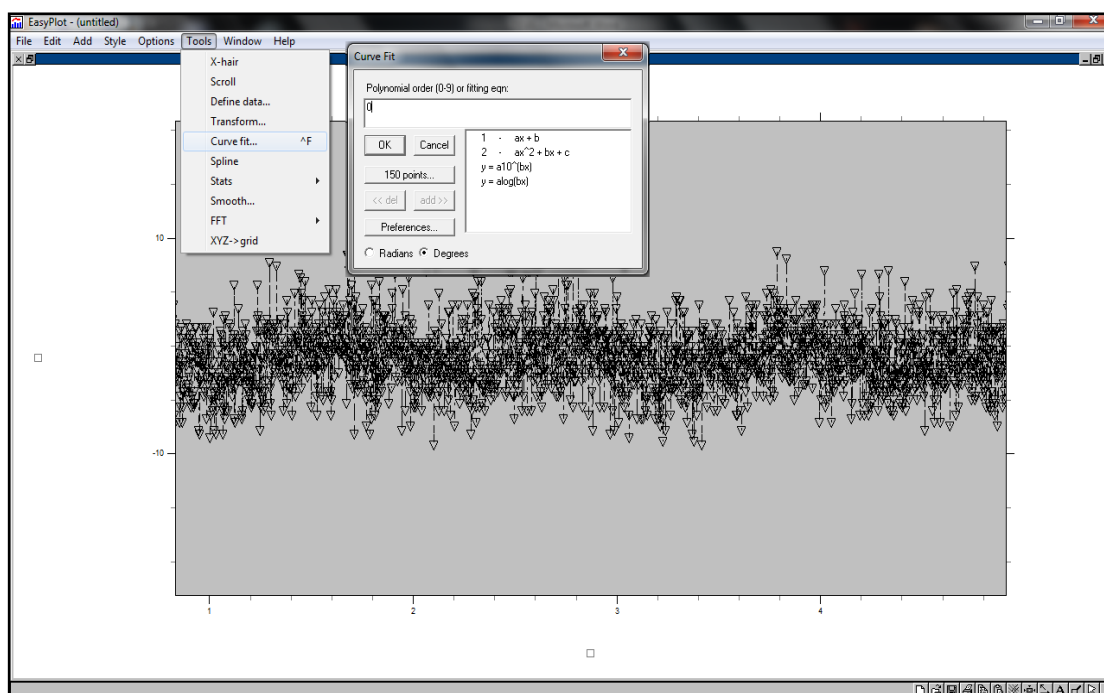 EasyPlot - (untitled)
File Edit Add Style Options Tools Window Help
X-hair
Scroll
Define data...
Transform...
Curve fit... ^F
Spline
Stats
Smooth...
FFT
XYZ->grid
Curve Fit
Polynomial order (0-9) or fitting eqn:
0
OK Cancel
150 points...
<< del add >>
Preferences...
1 - ax + b
2 - ax^2 + bx + c
y = a10^(bx)
y = alog(bx)
Radians Degrees
10
-10
1 2 3 4